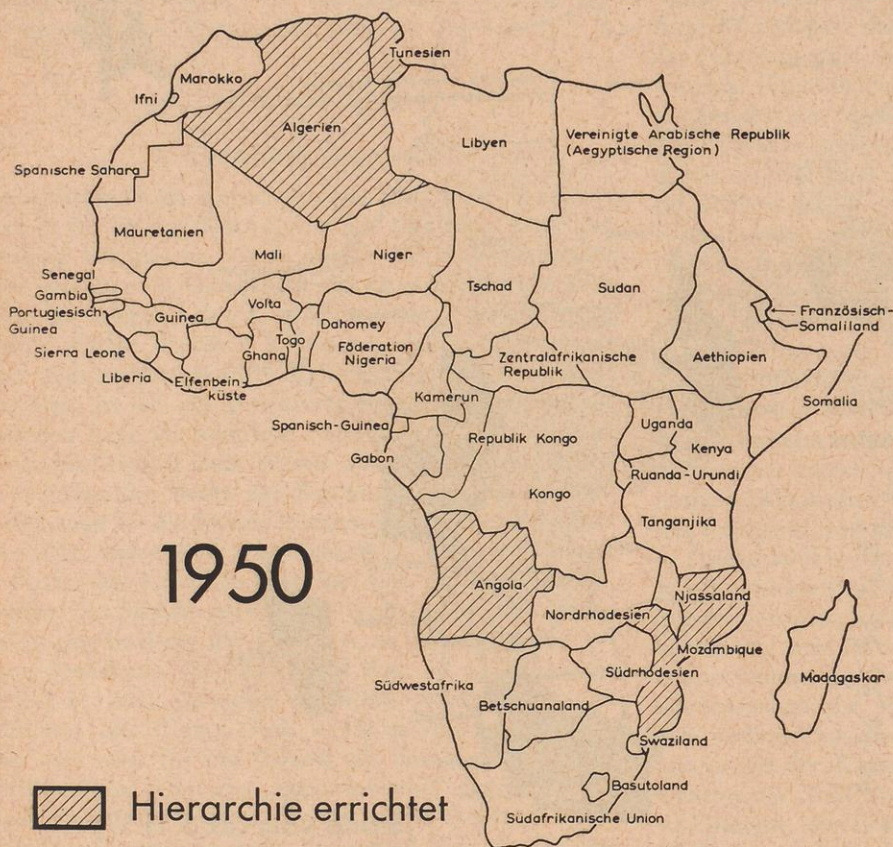 Tunesien
Marokko
Ifni
Algerien
Libyen
Vereinigte Arabische Republik
(Aegyptische Region)
Spanische Sahara
Mauretanien
Mali
Niger
Tschad
Sudan
Senegal
Gambia
Portugiesisch
Guinea
Guinea
Volta
Dahomey
Togo
Ghana
Föderation
Nigeria
Französisch-
Somaliland
Sierra Leone
Liberia
Elfenbein
küste
Zentralafrikanische
Republik
Aethiopien
Kamerun
Somalia
Spanisch-Guinea
Gabon
Republik Kongo
Uganda
Kenya
Ruanda-Urundi
Kongo
Tanganjika
1950
Angola
Njassaland
Nordrhodesien
Mozambique
Südrhodesien
Madagaskar
Südwestafrika
Betschuanaland
Swaziland
Basutoland
Südafrikanische Union
Hierarchie errichtet